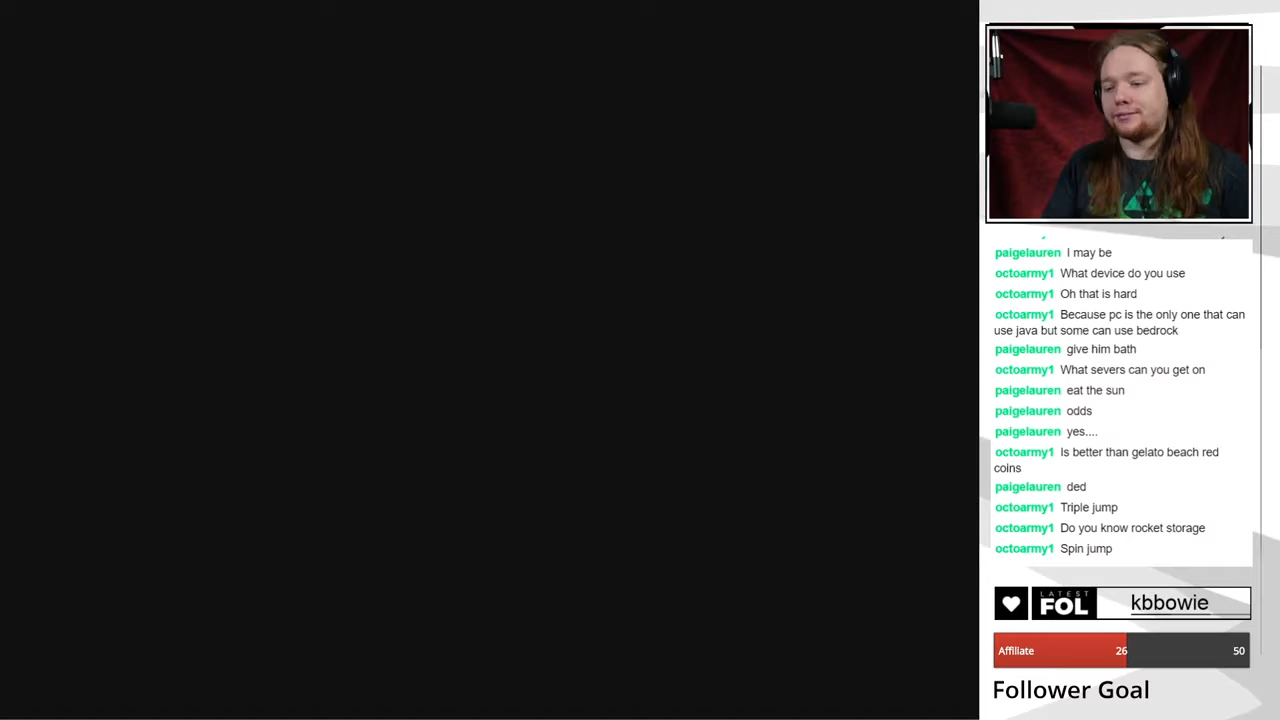 paigelauren I may be
octoarmy1 What device do you use
octoarmy1 Oh that is hard
octoarmy1 Because pc is the only one that can
use java but some can use bedrock
paigelauren give him bath
octoarmy1 What severs can you get on
paigelauren eat the sun
paigelauren odds
paigelauren yes....
octoarmy1 Is better than gelato beach red
coins
paigelauren ded
octoarmy1 Triple jump
octoarmy1 Do you know rocket storage
octoarmy1 Spin jump
LATEST
FOL kbbowie
Affiliate 26 50
Follower Goal